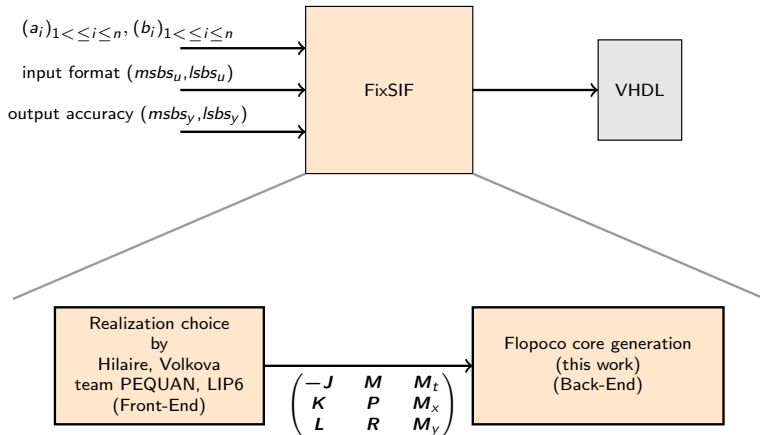 (a_i)_{1<≤i≤n}, (b_i)_{1<≤i≤n}
input format (msbs_u,lsbs_u)
output accuracy (msbs_y,lsbs_y)
FixSIF
VHDL
Realization choice
by
Hilaire, Volkova
team PEQUAN, LIP6
(Front-End)
−J M M_t
K P M_x
L R M_y
Flopoco core generation
(this work)
(Back-End)